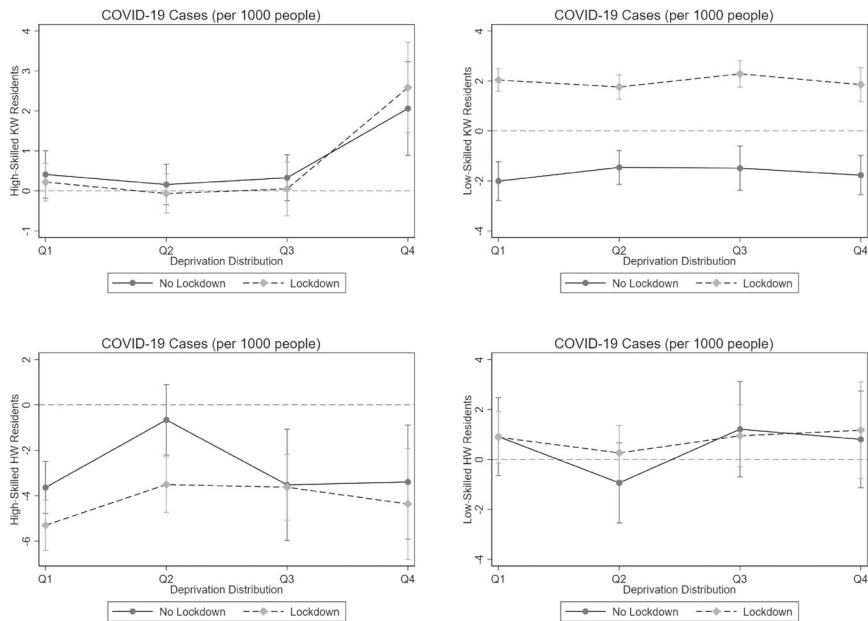 COVID-19 Cases (per 1000 people)
High-Skilled KW Residents
4
3
2
1
0
-1
Q1 Q2 Q3 Q4
Deprivation Distribution
No Lockdown Lockdown
COVID-19 Cases (per 1000 people)
Low-Skilled KW Residents
4
2
0
-2
-4
Q1 Q2 Q3 Q4
Deprivation Distribution
No Lockdown Lockdown
COVID-19 Cases (per 1000 people)
High-Skilled HW Residents
2
0
-2
-4
-6
Q1 Q2 Q3 Q4
Deprivation Distribution
No Lockdown Lockdown
COVID-19 Cases (per 1000 people)
Low-Skilled HW Residents
4
2
0
-2
-4
Q1 Q2 Q3 Q4
Deprivation Distribution
No Lockdown Lockdown